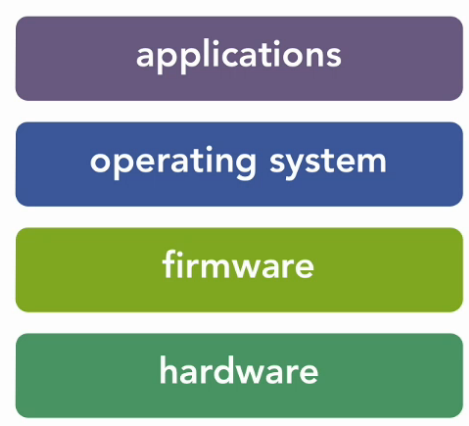 applications
operating system
firmware
hardware